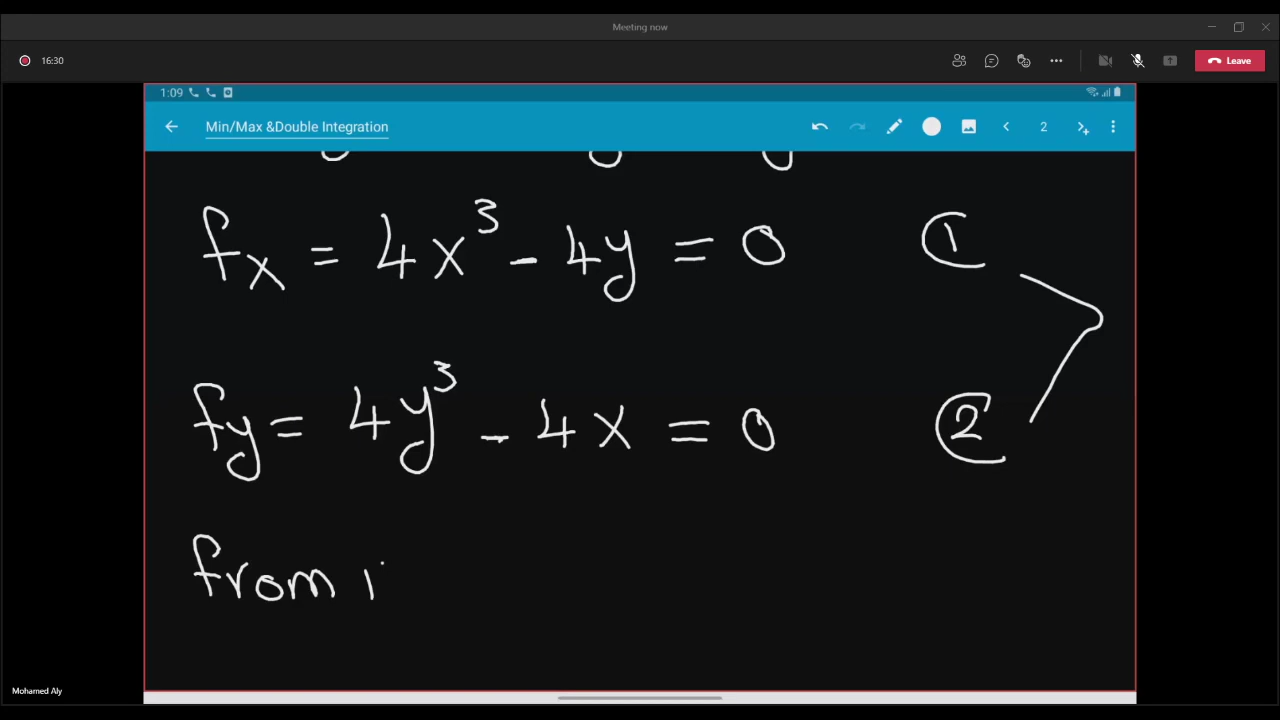 Meeting now
16:30
Leave
1:09
Min/Max &Double Integration
2
fx = 4x³ - 4y = 0 ①
fy = 4y³ - 4x = 0 ②
from 1
Mohamed Aly